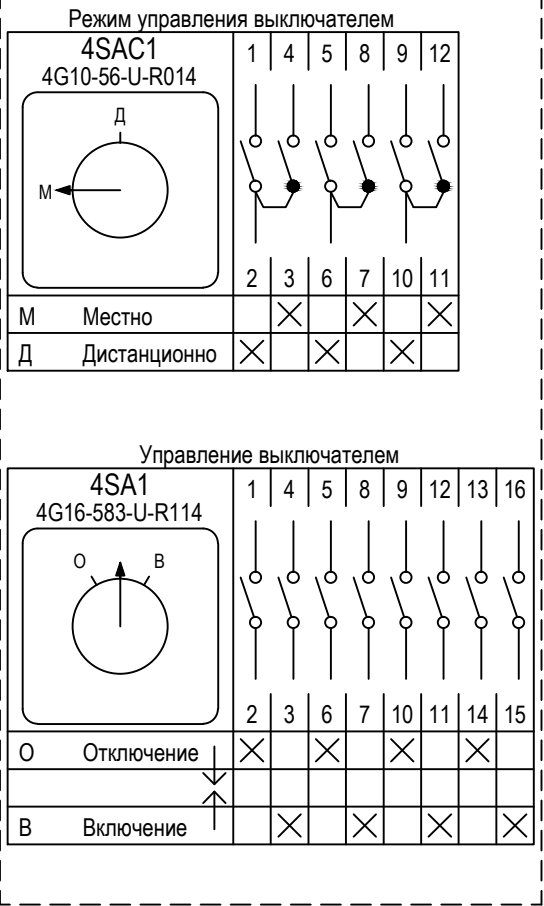 Режим управления выключателем
4SAC1
4G10-56-U-R014
1 4 5 8 9 12
Д
М
2 3 6 7 10 11
М Местно
Д Дистанционно
Управление выключателем
4SA1
4G16-583-U-R114
1 4 5 8 9 12 13 16
О В
2 3 6 7 10 11 14 15
О Отключение
В Включение